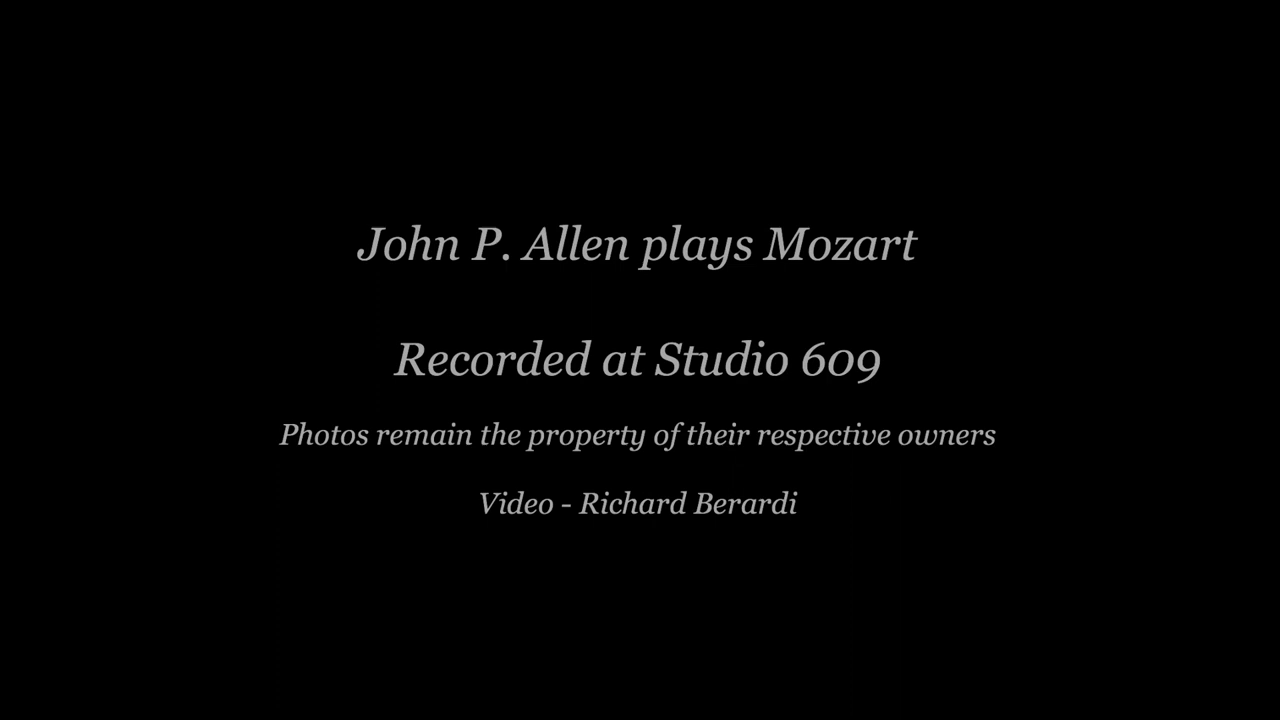 John P. Allen plays Mozart
Recorded at Studio 609
Photos remain the property of their respective owners
Video - Richard Berardi